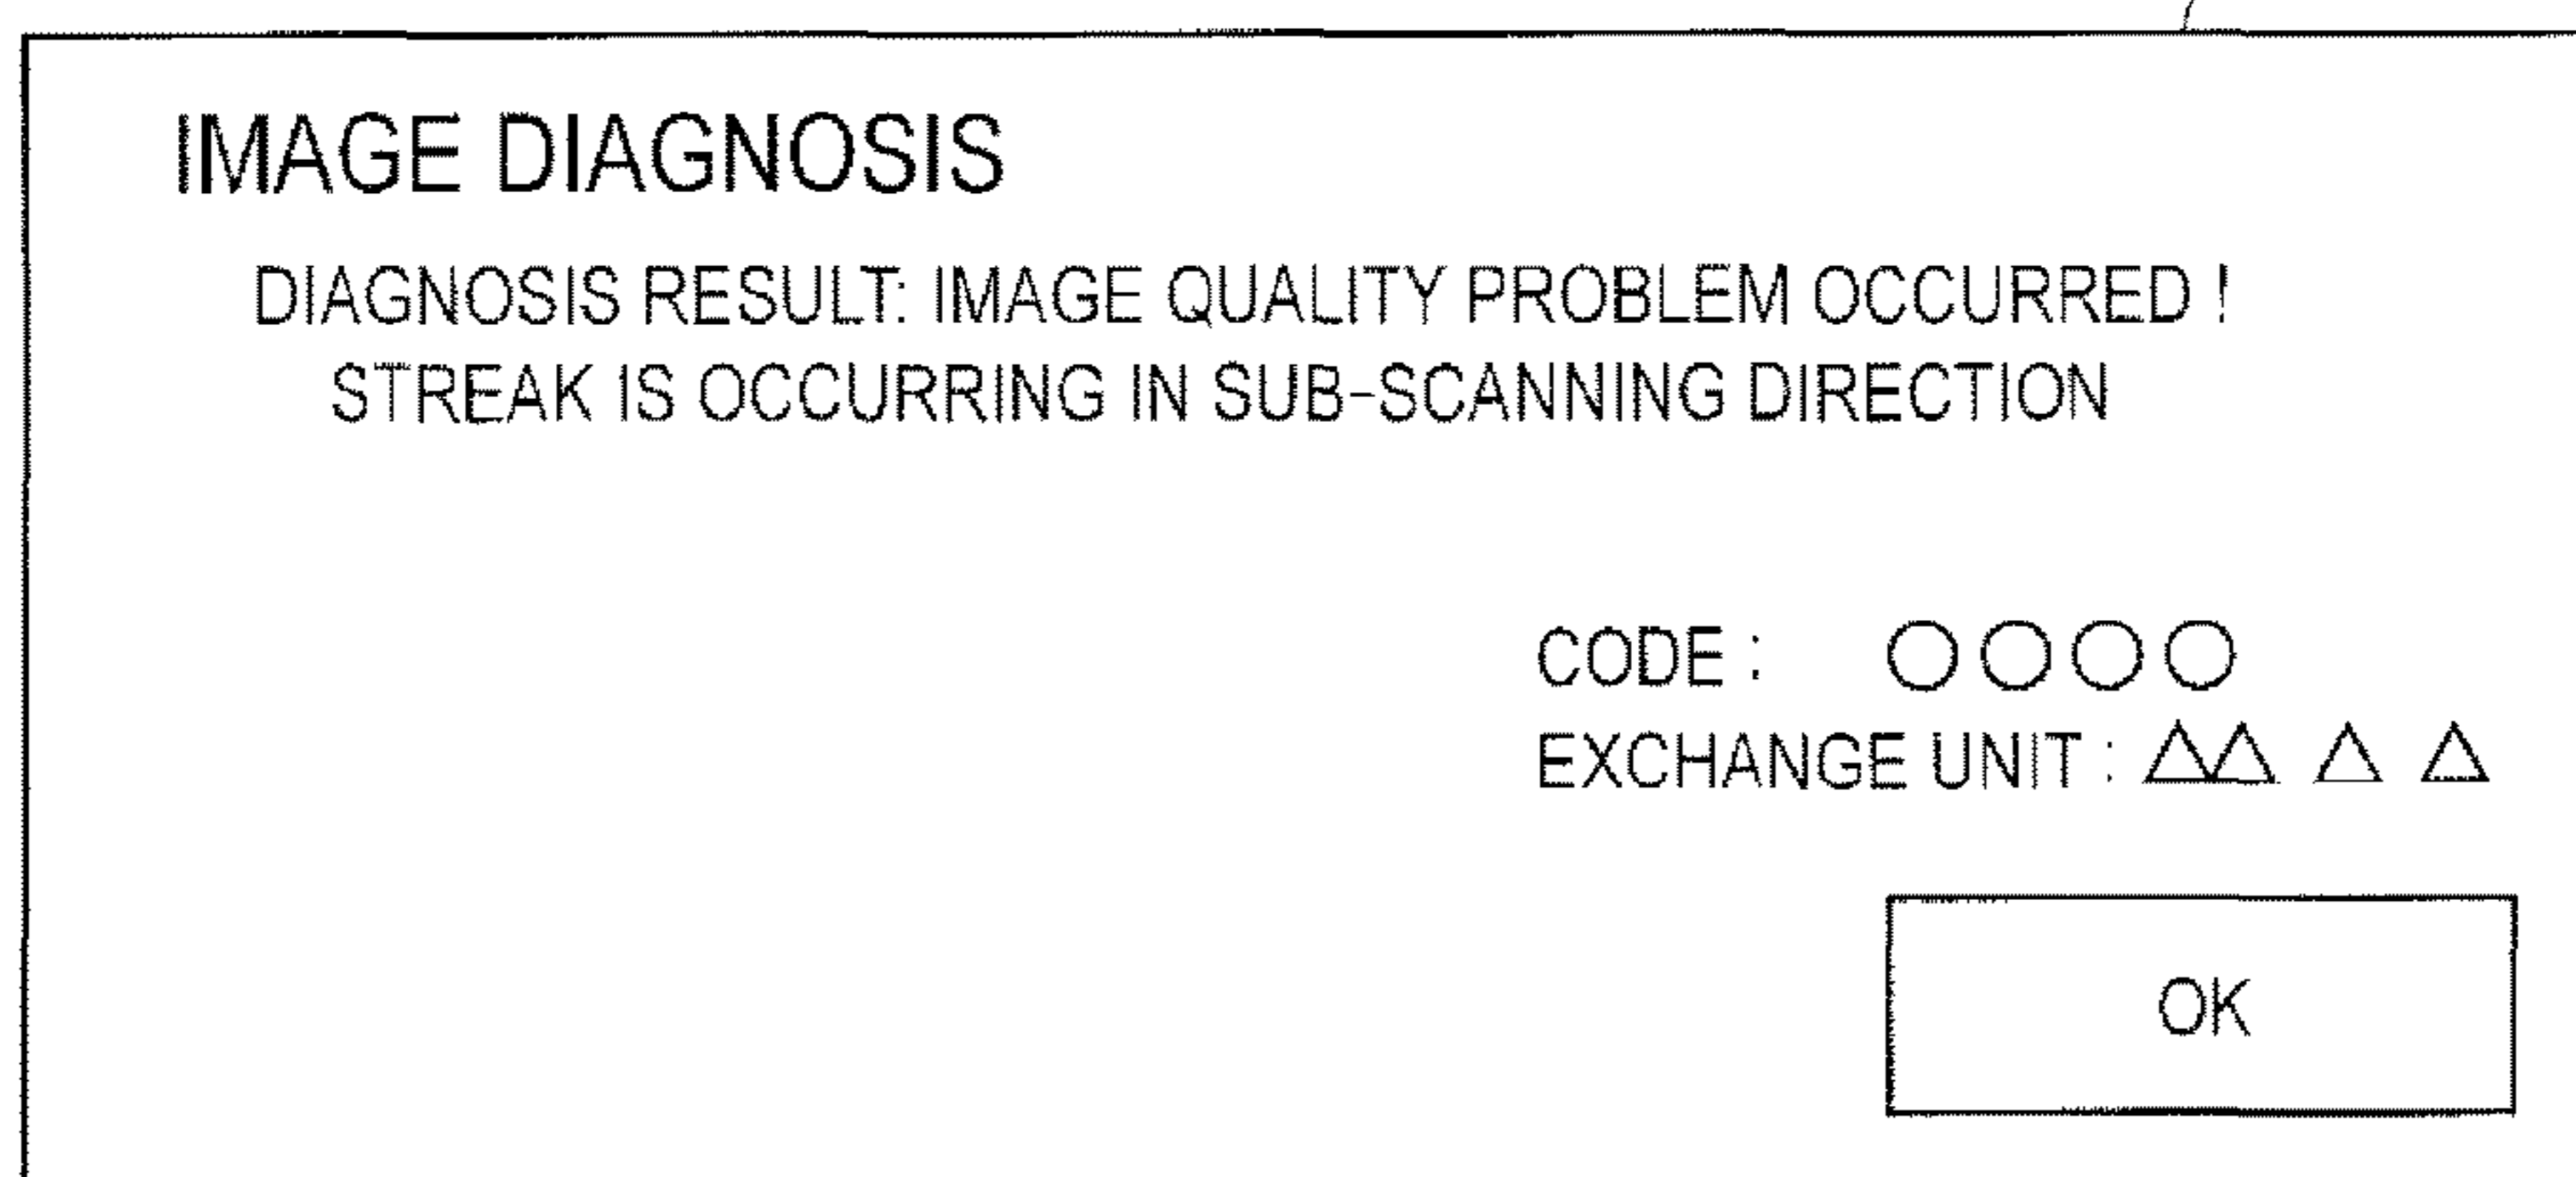 IMAGE DIAGNOSIS
DIAGNOSIS RESULT: IMAGE QUALITY PROBLEM OCCURRED !
STREAK IS OCCURRING IN SUB-SCANNING DIRECTION
CODE : ○○○○
EXCHANGE UNIT : △△ △ △
OK